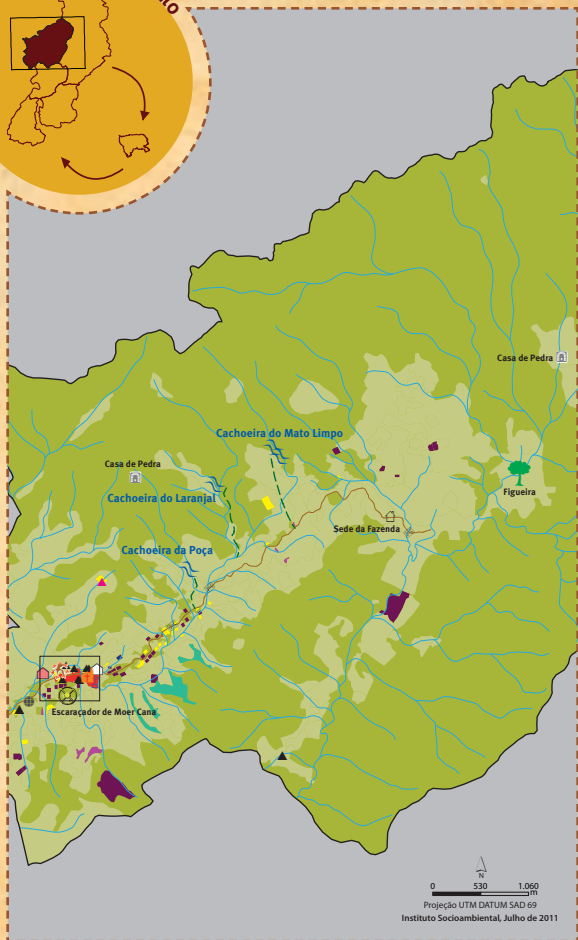 Casa de Pedra
Cachoeira do Mato Limpo
Casa de Pedra
Cachoeira do Laranjal
Figueira
Sede da Fazenda
Cachoeira da Poça
Escaraçador de Moer Cana
N
0 530 1.060
m
Projeção UTM DATUM SAD 69
Instituto Socioambiental, Julho de 2011